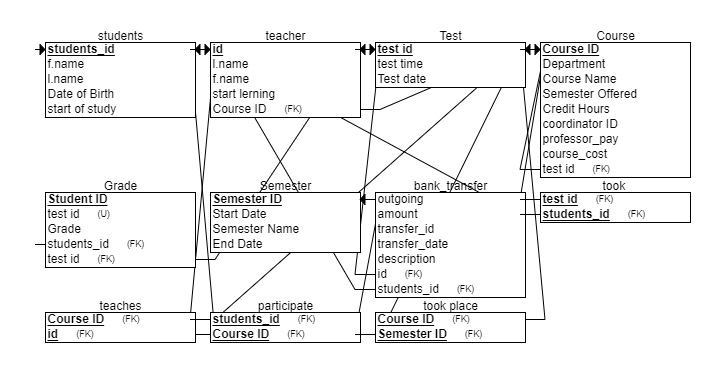 students
students_id
f.name
l.name
Date of Birth
start of study
teacher
id
l.name
f.name
start lerning
Course ID (FK)
Test
test id
test time
Test date
Course
Course ID
Department
Course Name
Semester Offered
Credit Hours
coordinator ID
professor_pay
course_cost
test id (FK)
Grade
Student ID
test id (U)
Grade
students_id (FK)
test id (FK)
Semester
Semester ID
Start Date
Semester Name
End Date
bank_transfer
outgoing
amount
transfer_id
transfer_date
description
id (FK)
students_id (FK)
took
test id (FK)
students_id (FK)
teaches
Course ID (FK)
id (FK)
participate
students_id (FK)
Course ID (FK)
took place
Course ID (FK)
Semester ID (FK)